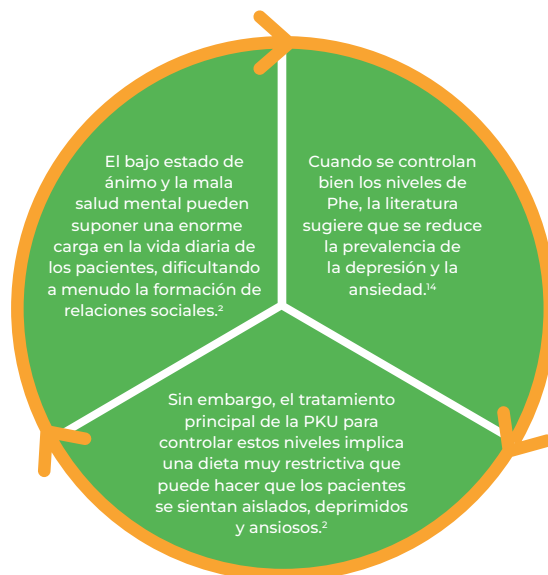 El bajo estado de
ánimo y la mala
salud mental pueden
suponer una enorme
carga en la vida diaria de
los pacientes, dificultando
a menudo la formación de
relaciones sociales.²
Cuando se controlan
bien los niveles de
Phe, la literatura
sugiere que se reduce
la prevalencia de
la depresión y la
ansiedad.¹⁴
Sin embargo, el tratamiento
principal de la PKU para
controlar estos niveles implica
una dieta muy restrictiva que
puede hacer que los pacientes
se sientan aislados, deprimidos
y ansiosos.²